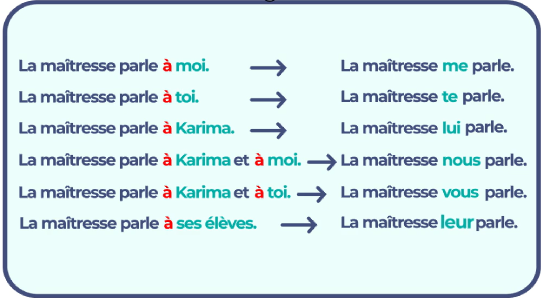 La maîtresse parle à moi. → La maîtresse me parle.
La maîtresse parle à toi. → La maîtresse te parle.
La maîtresse parle à Karima. → La maîtresse lui parle.
La maîtresse parle à Karima et à moi. → La maîtresse nous parle.
La maîtresse parle à Karima et à toi. → La maîtresse vous parle.
La maîtresse parle à ses élèves. → La maîtresse leur parle.